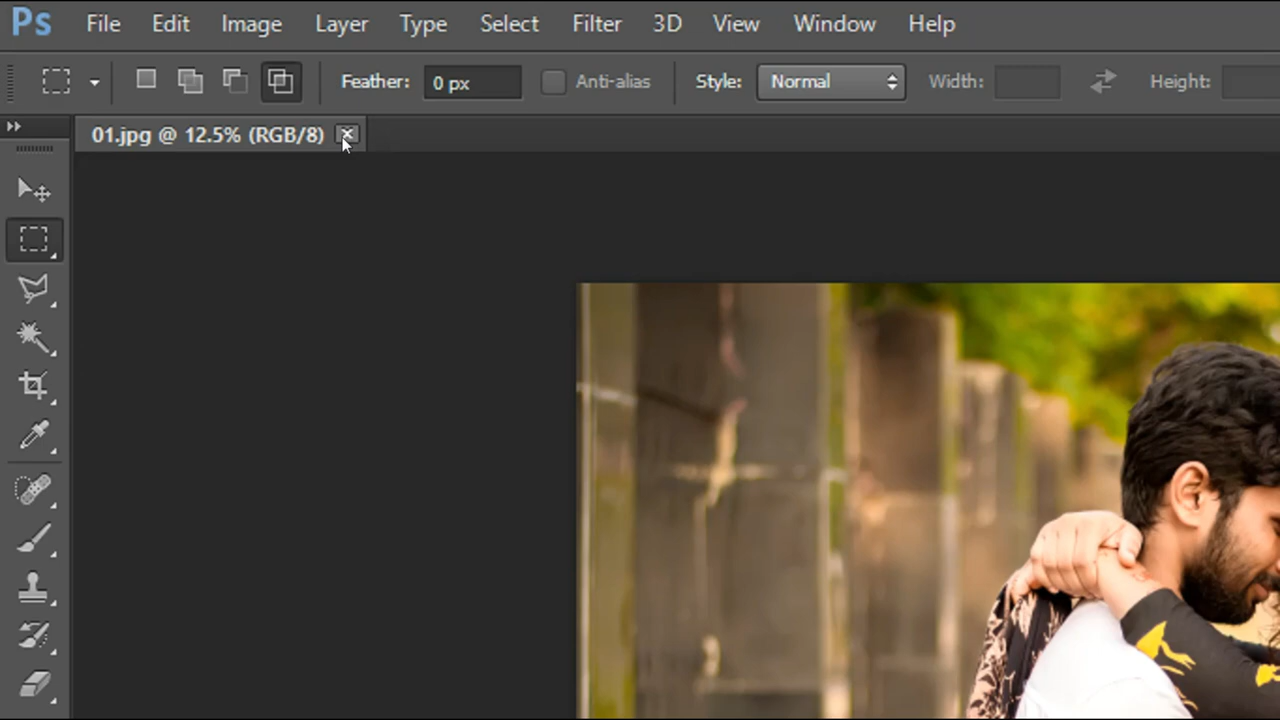 Ps File Edit Image Layer Type Select Filter 3D View Window Help
Feather: 0 px Anti-alias Style: Normal Width: Height:
01.jpg @ 12.5% (RGB/8)